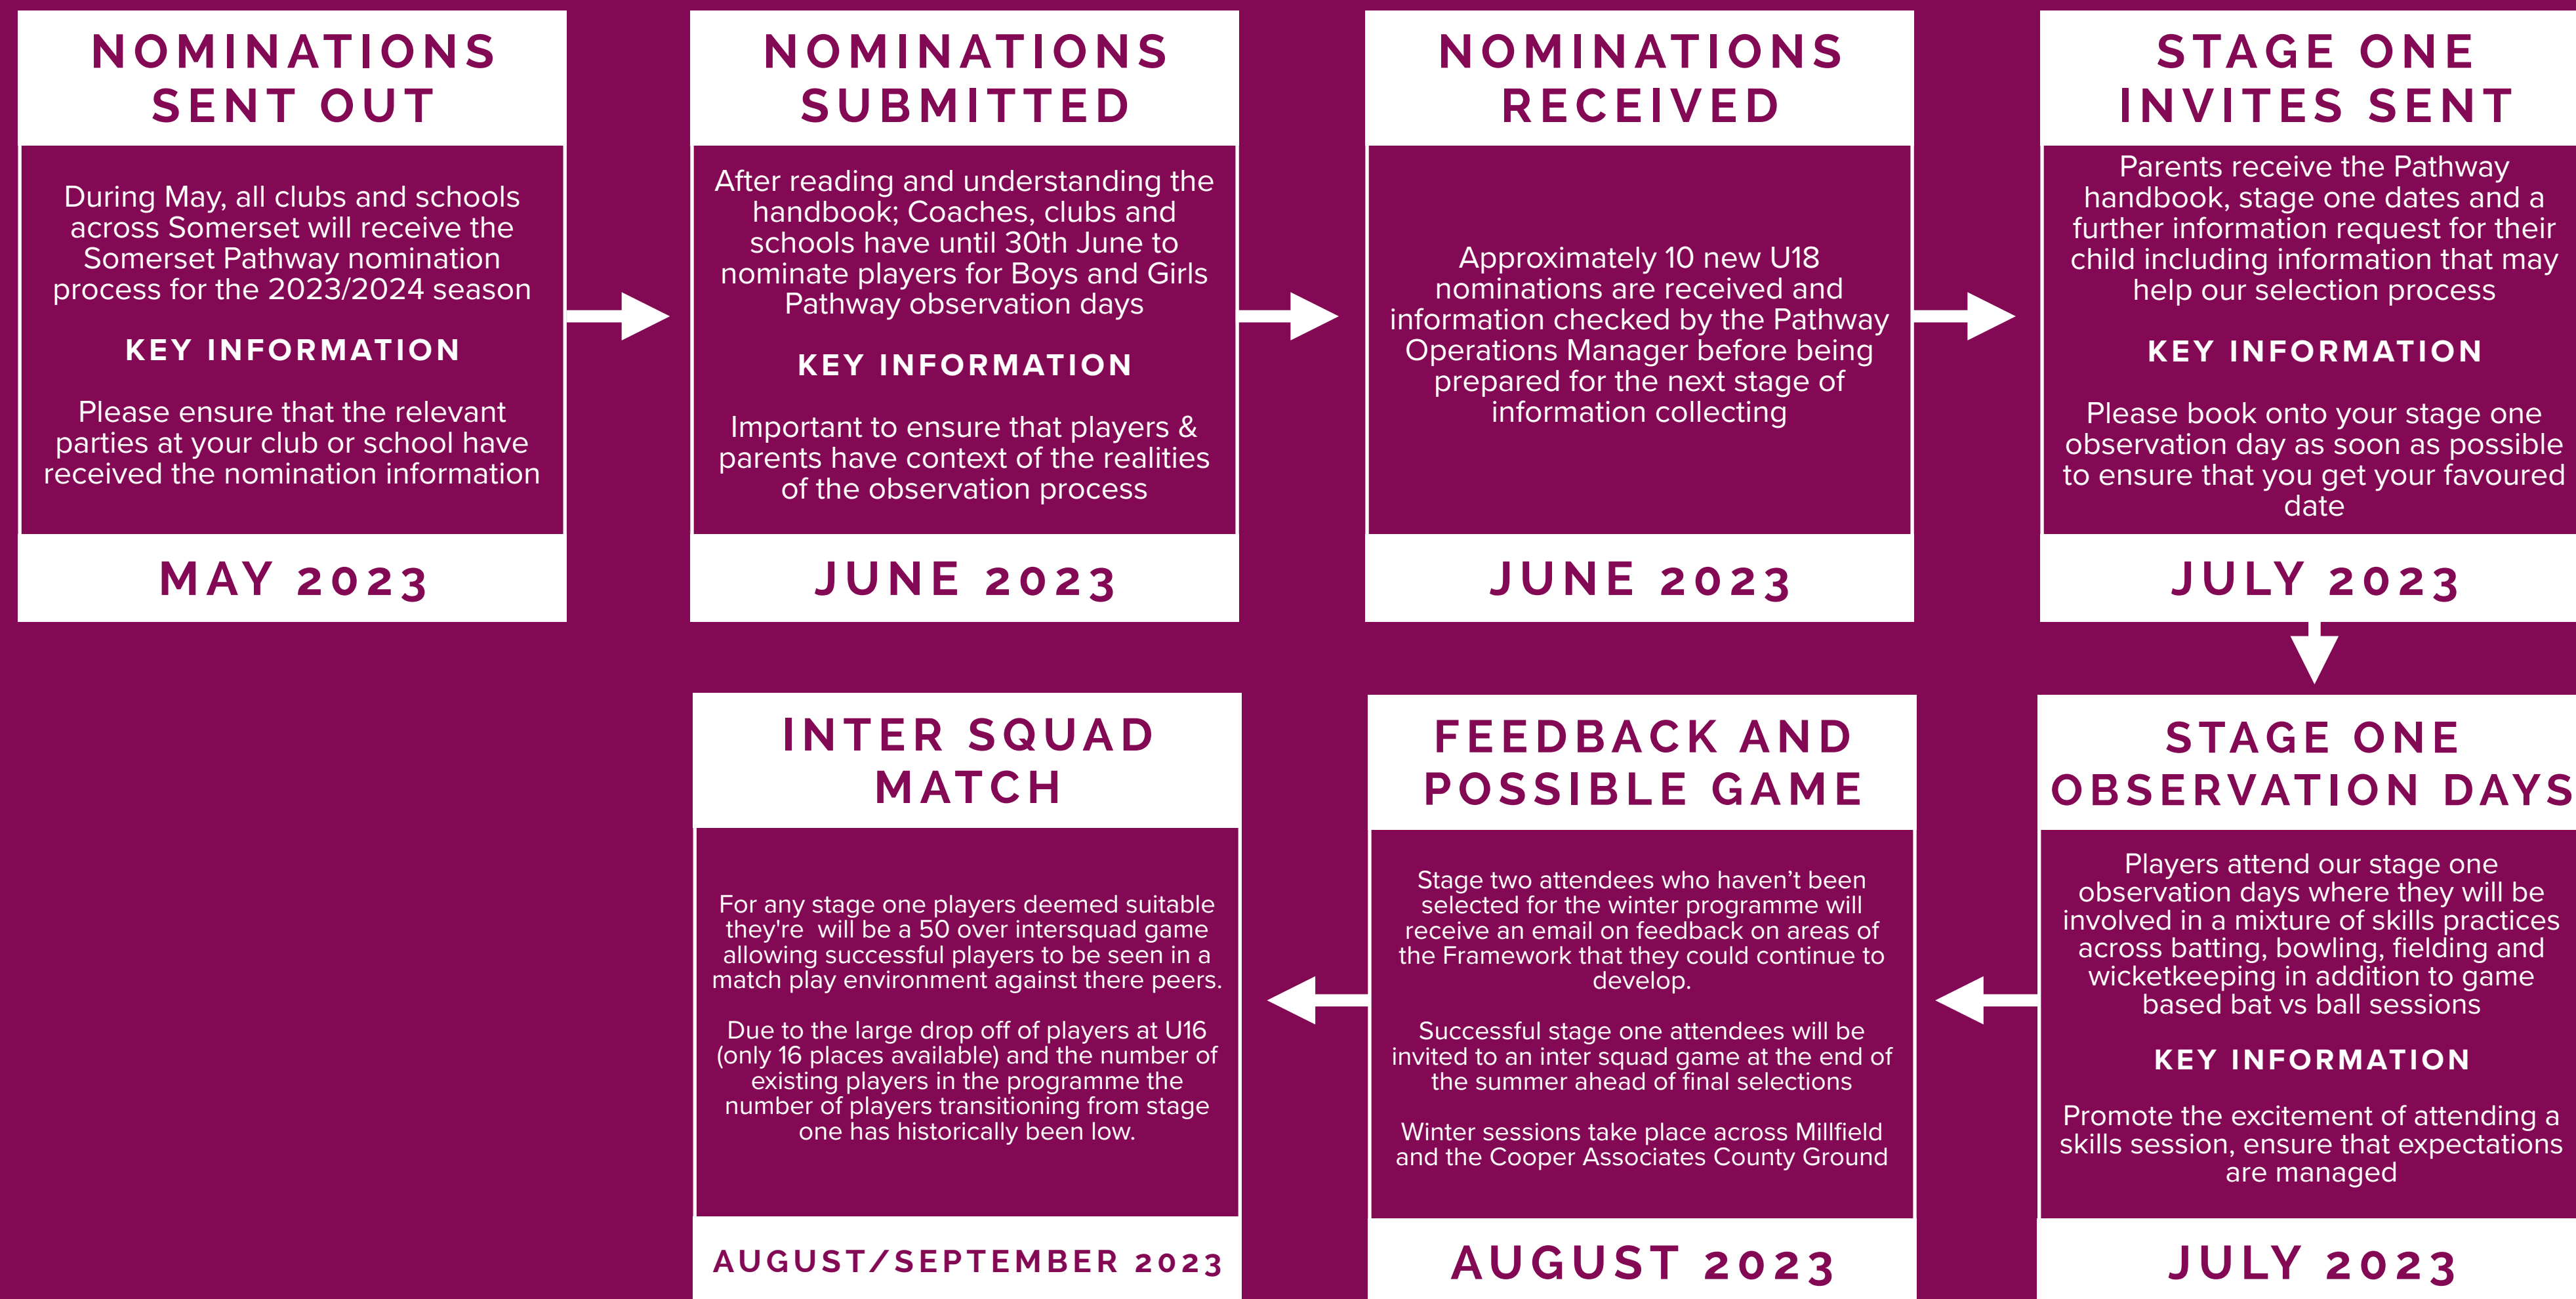 NOMINATIONS
SENT OUT
During May, all clubs and schools
across Somerset will receive the
Somerset Pathway nomination
process for the 2023/2024 season
KEY INFORMATION
Please ensure that the relevant
parties at your club or school have
received the nomination information
MAY 2023
NOMINATIONS
SUBMITTED
After reading and understanding the
handbook; Coaches, clubs and
schools have until 30th June to
nominate players for Boys and Girls
Pathway observation days
KEY INFORMATION
Important to ensure that players &
parents have context of the realities
of the observation process
JUNE 2023
NOMINATIONS
RECEIVED
Approximately 10 new U18
nominations are received and
information checked by the Pathway
Operations Manager before being
prepared for the next stage of
information collecting
JUNE 2023
STAGE ONE
INVITES SENT
Parents receive the Pathway
handbook, stage one dates and a
further information request for their
child including information that may
help our selection process
KEY INFORMATION
Please book onto your stage one
observation day as soon as possible
to ensure that you get your favoured
date
JULY 2023
STAGE ONE
OBSERVATION DAYS
Players attend our stage one
observation days where they will be
involved in a mixture of skills practices
across batting, bowling, fielding and
wicketkeeping in addition to game
based bat vs ball sessions
KEY INFORMATION
Promote the excitement of attending a
skills session, ensure that expectations
are managed
JULY 2023
FEEDBACK AND
POSSIBLE GAME
Stage two attendees who haven't been
selected for the winter programme will
receive an email on feedback on areas of
the Framework that they could continue to
develop.
Successful stage one attendees will be
invited to an inter squad game at the end of
the summer ahead of final selections
Winter sessions take place across Millfield
and the Cooper Associates County Ground
AUGUST 2023
INTER SQUAD
MATCH
For any stage one players deemed suitable
they're will be a 50 over intersquad game
allowing successful players to be seen in a
match play environment against there peers.
Due to the large drop off of players at U16
(only 16 places available) and the number of
existing players in the programme the
number of players transitioning from stage
one has historically been low.
AUGUST/SEPTEMBER 2023